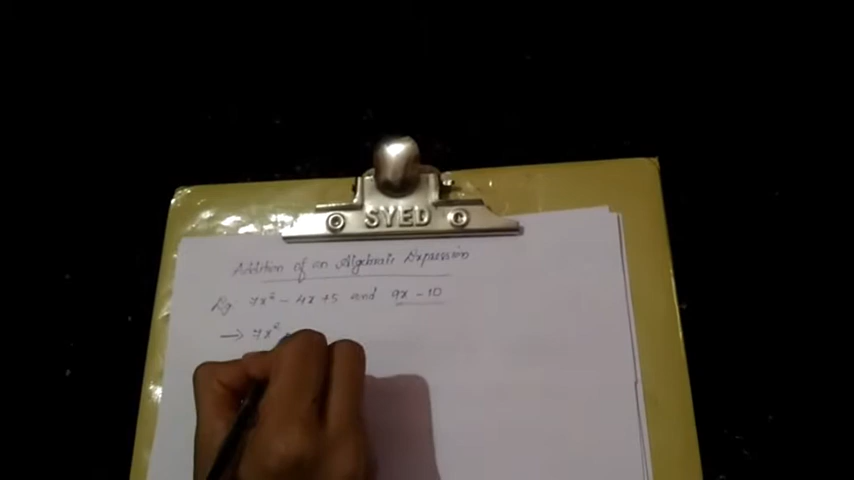 SYED
Addition of an Algebraic Expression
Eg 7x² - 4x + 5 and 9x - 10
→ 7x²